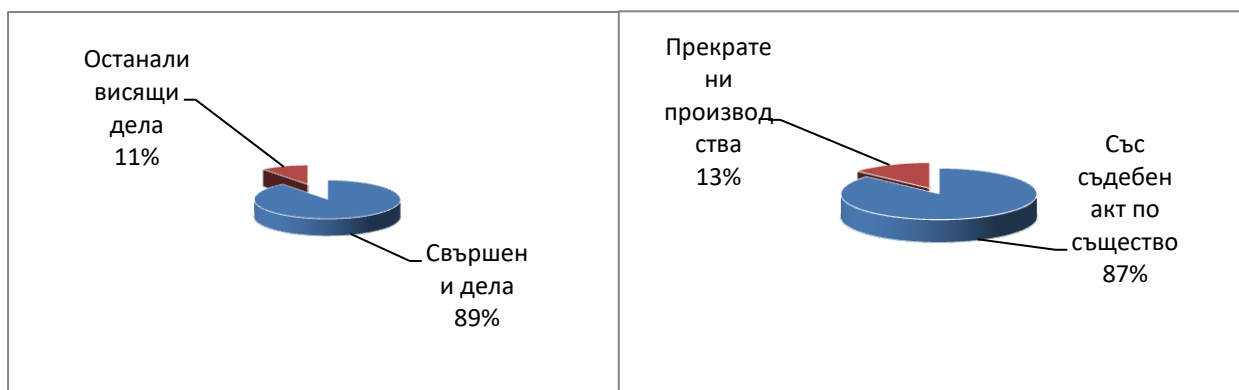 Останали
висящи
дела
11%
Свършен
и дела
89%
Прекрате
ни
производ
ства
13%
Със
съдебен
акт по
същество
87%